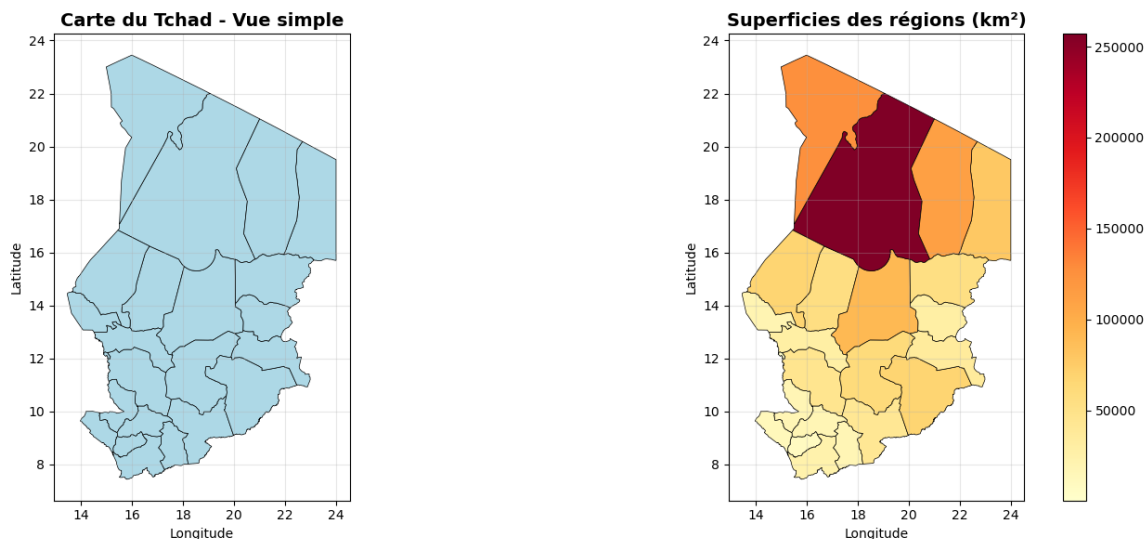 Carte du Tchad - Vue simple
24
22
20
18
16
14
12
10
8
Latitude
14 16 18 20 22 24
Longitude
Superficies des régions (km²)
24
22
20
18
16
14
12
10
8
Latitude
14 16 18 20 22 24
Longitude
250000
200000
150000
100000
50000